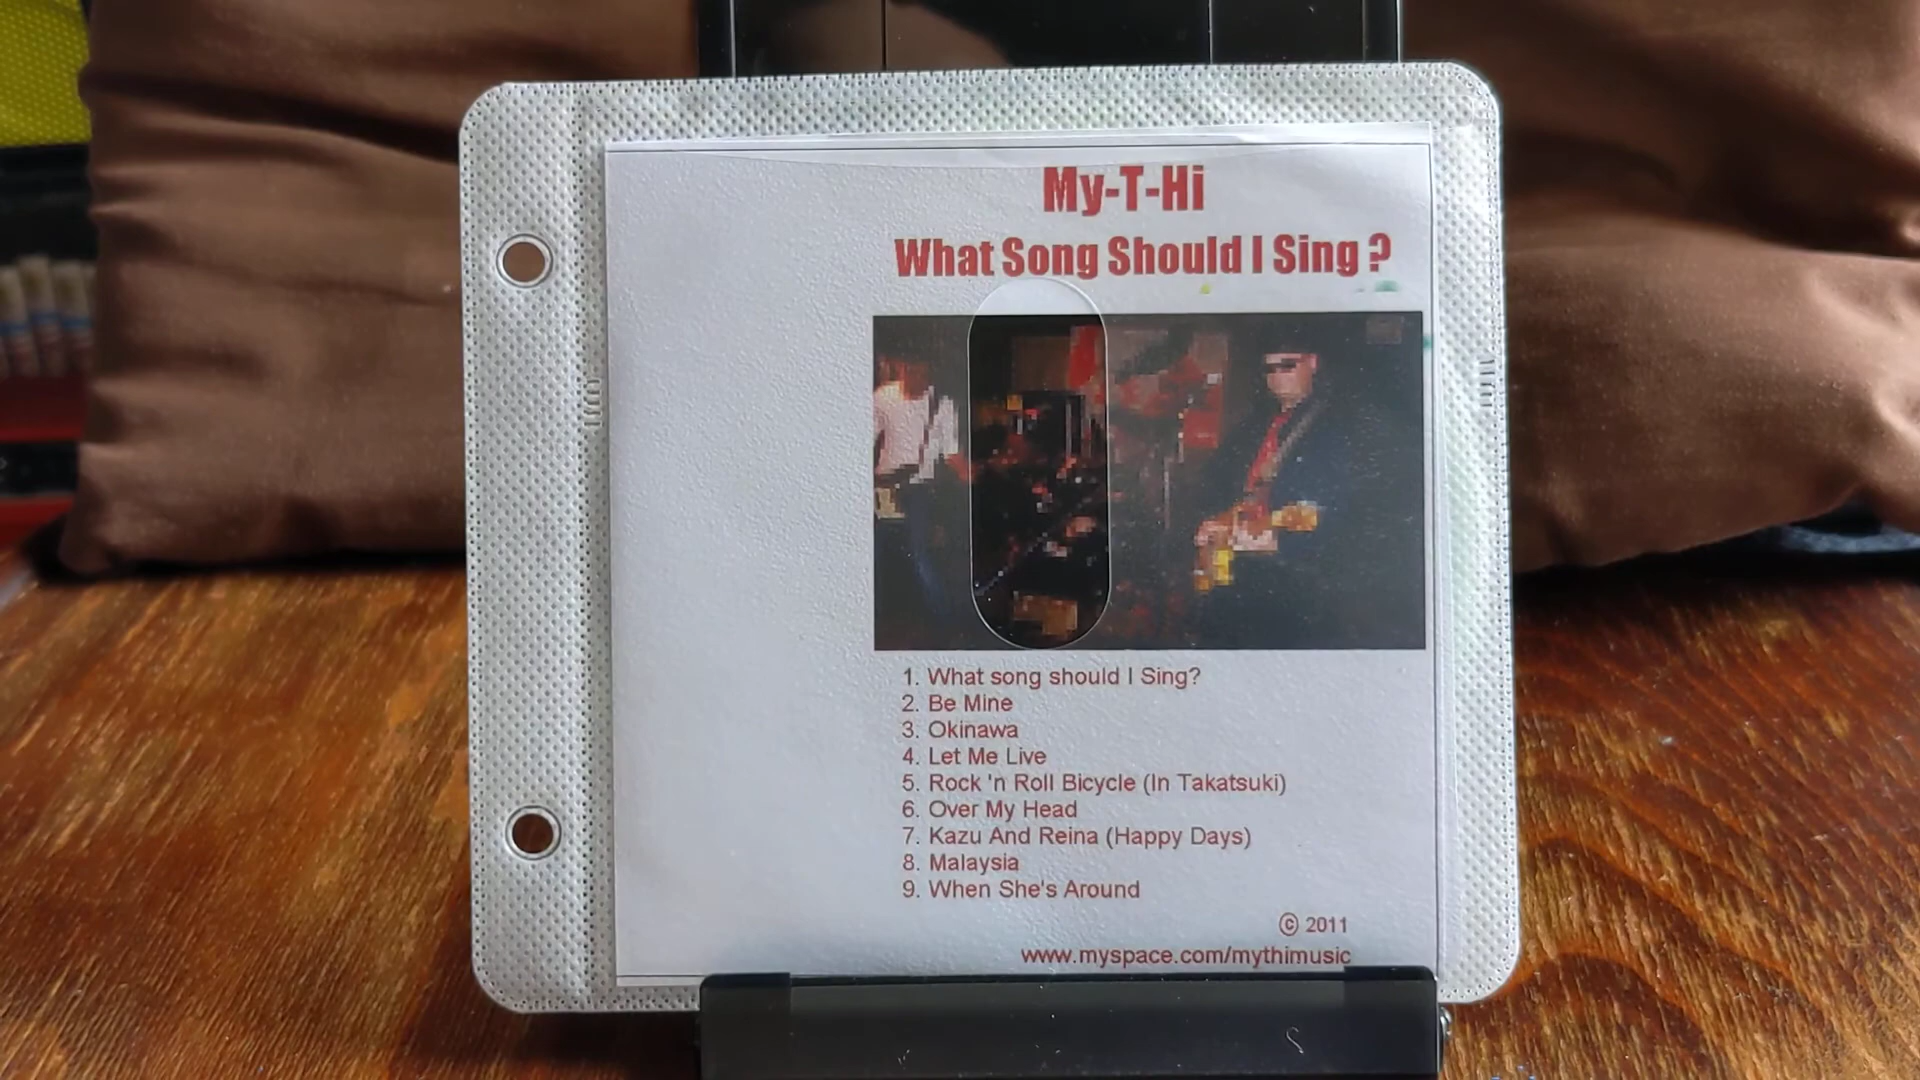 My-T-Hi
What Song Should I Sing ?
1. What song should I Sing?
2. Be Mine
3. Okinawa
4. Let Me Live
5. Rock 'n Roll Bicycle (In Takatsuki)
6. Over My Head
7. Kazu And Reina (Happy Days)
8. Malaysia
9. When She's Around
© 2011
www.myspace.com/mythimusic